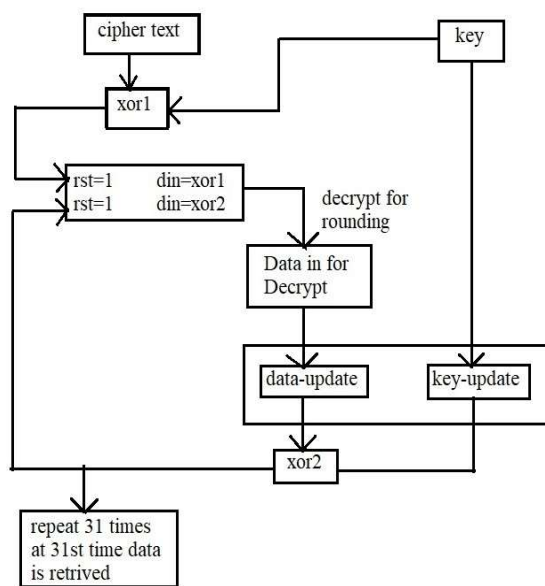 cipher text
key
xor1
rst=1 din=xor1
rst=1 din=xor2
decrypt for
rounding
Data in for
Decrypt
data-update
key-update
xor2
repeat 31 times
at 31st time data
is retrived